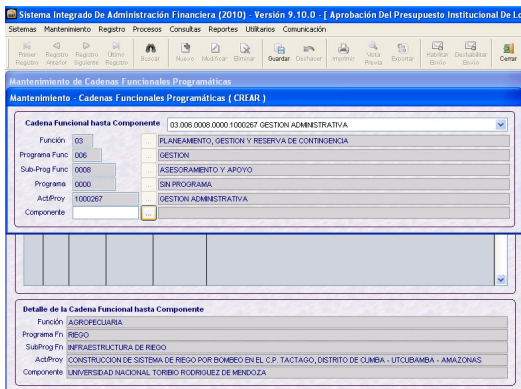 Sistema Integrado De Administración Financiera (2010) - Versión 9.10.0 - [ Aprobación Del Presupuesto Institucional De Lo
Sistemas Mantenimiento Registro Procesos Consultas Reportes Utilitarios Comunicación
Primer Registro Registro Anterior Registro Siguiente Último Registro Buscar Nuevo Modificar Eliminar Guardar Deshacer Imprimir Vista Previa Exportar Habilitar Envío Deshabilitar Envío Cerrar
Mantenimiento de Cadenas Funcionales Programáticas
Mantenimiento - Cadenas Funcionales Programáticas ( CREAR )
Cadena Funcional hasta Componente 03.006.0008.0000.1000267 GESTION ADMINISTRATIVA
Función 03 ... PLANEAMIENTO, GESTION Y RESERVA DE CONTINGENCIA
Programa Func 006 ... GESTION
Sub-Prog Func 0008 ... ASESORAMIENTO Y APOYO
Programa 0000 ... SIN PROGRAMA
Act/Proy 1000267 ... GESTION ADMINISTRATIVA
Componente ...
Detalle de la Cadena Funcional hasta Componente
Función AGROPECUARIA
Programa Fn RIEGO
SubProg Fn INFRAESTRUCTURA DE RIEGO
Act/Proy CONSTRUCCION DE SISTEMA DE RIEGO POR BOMBEO EN EL C.P. TACTAGO, DISTRITO DE CUMBA - UTCUBAMBA - AMAZONAS
Componente UNIVERSIDAD NACIONAL TORIBIO RODRIGUEZ DE MENDOZA